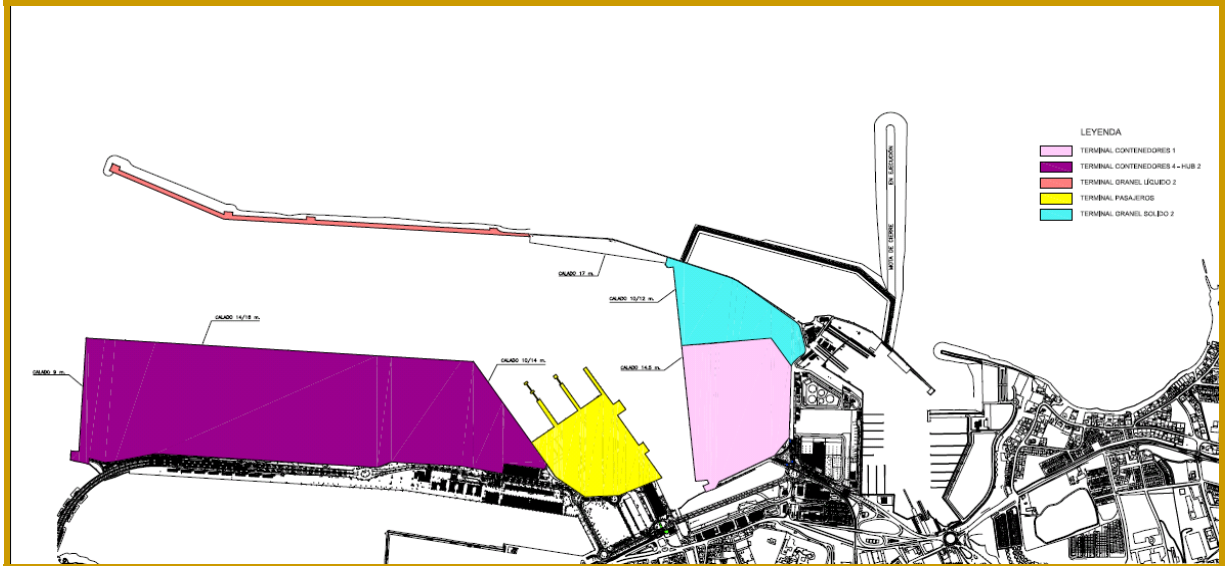 LEYENDA
TERMINAL CONTENEDORES 1
TERMINAL CONTENEDORES 4 - HUB 2
TERMINAL GRANEL LÍQUIDO 2
TERMINAL PASAJEROS
TERMINAL GRANEL SOLIDO 2
EN EJECUCIÓN
MOTA DE CIERRE
CALADO 17 m.
CALADO 10/12 m.
CALADO 14/16 m.
CALADO 10/14 m.
CALADO 14.5 m.
CALADO 9 m.